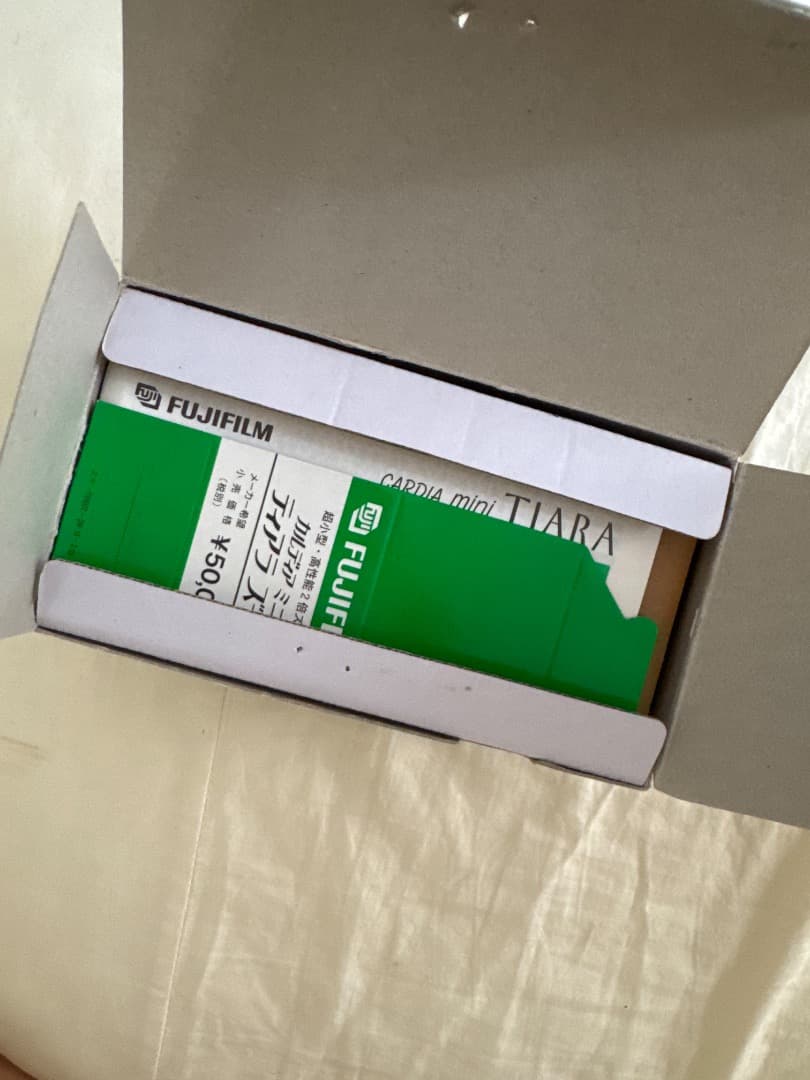 FUJIFILM
CARDIA mini TIARA
FUJIF
超小型・高性能2倍ズ
カルディア ミニ
ティアラ ズ
メーカー希望
小売価格
(税別)
¥50,0